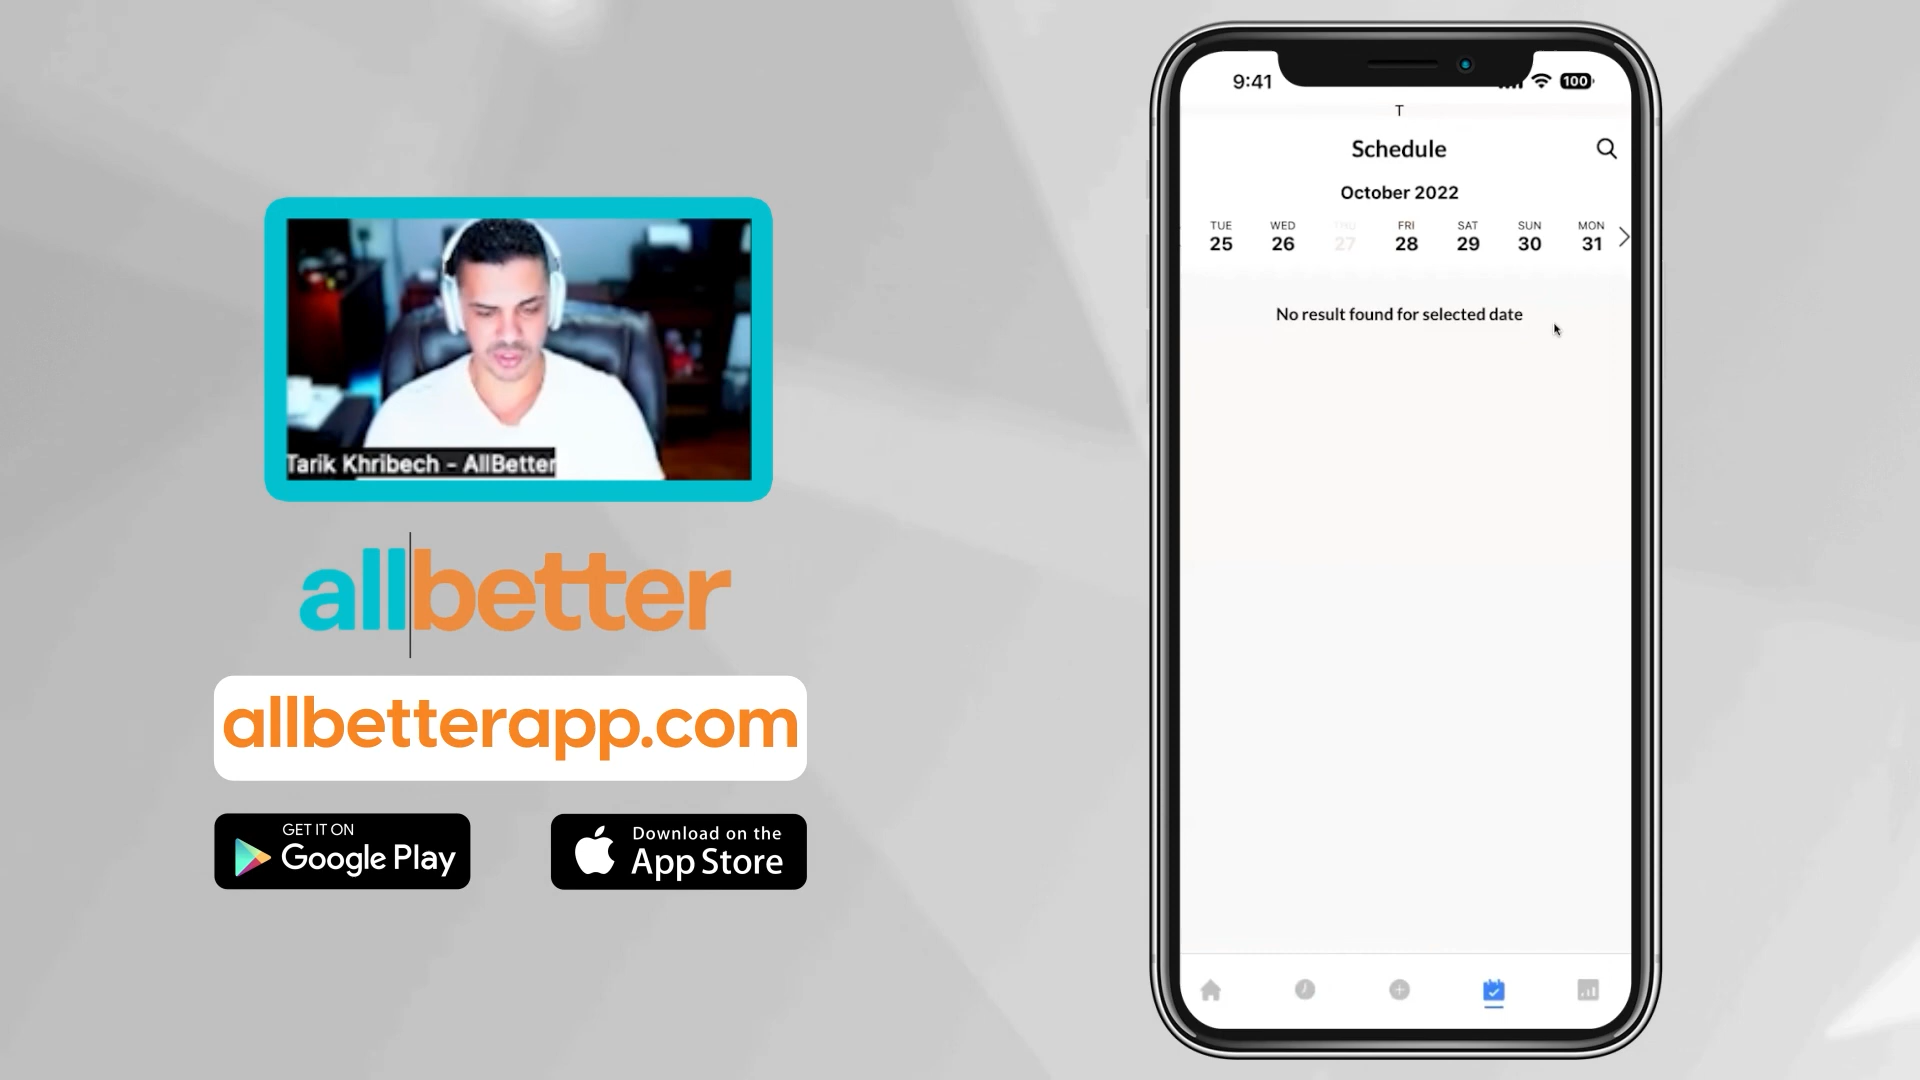 Tarik Khribech - AllBetter
allbetter
allbetterapp.com
GET IT ON
Google Play
Download on the
App Store
9:41
100
T
Schedule
October 2022
TUE WED THU FRI SAT SUN MON
25 26 27 28 29 30 31
No result found for selected date